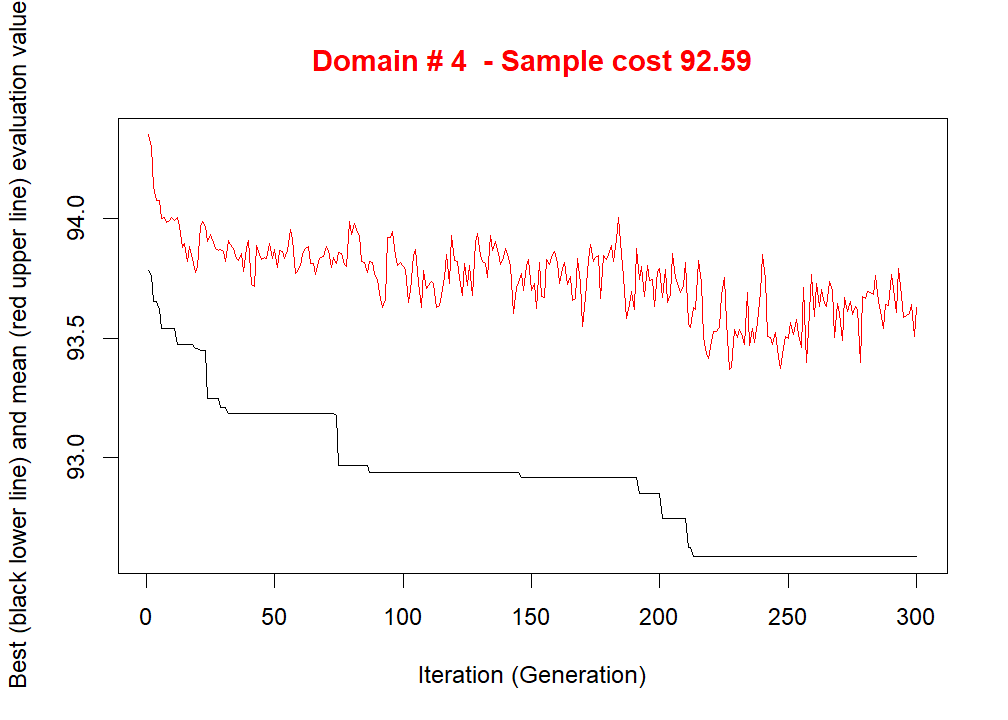 Domain # 4  - Sample cost 92.59
Best (black lower line) and mean (red upper line) evaluation value
94.0
93.5
93.0
0 50 100 150 200 250 300
Iteration (Generation)